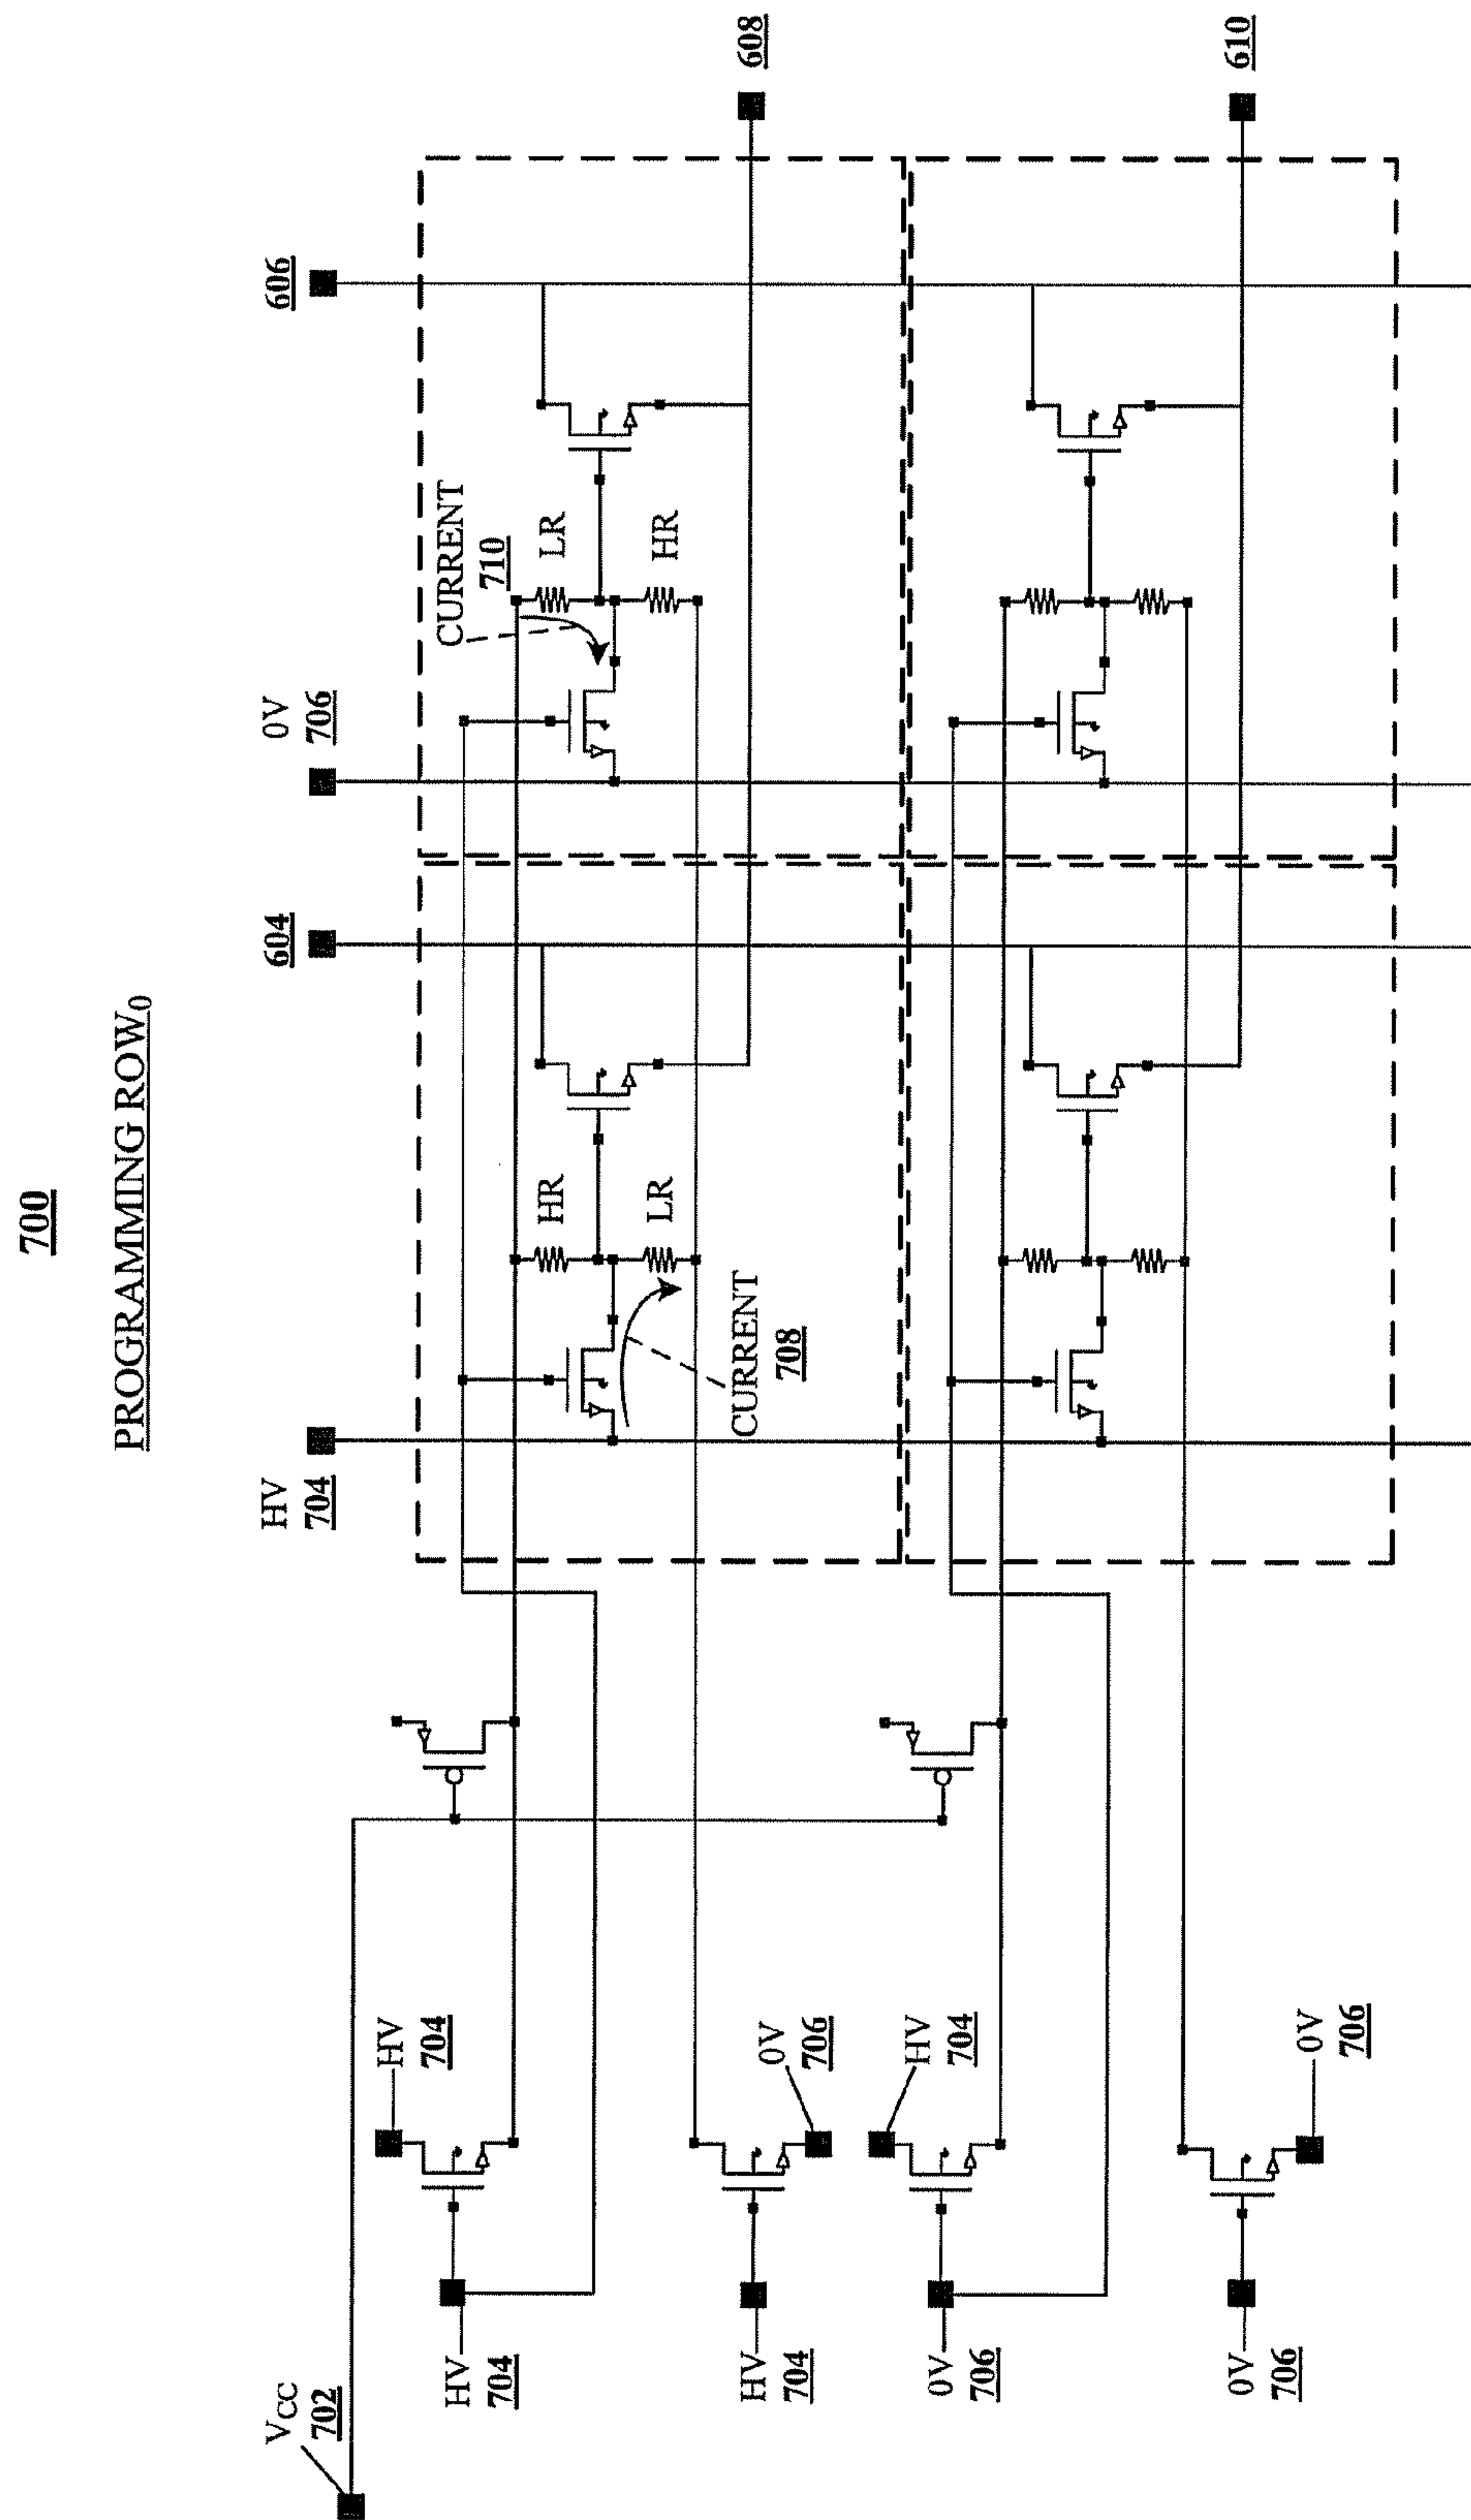 700
PROGRAMMING ROW₀
V_CC
702
HV
704
0V
706
604
606
HV
704
HV
704
HR
LR
CURRENT
708
CURRENT
710
LR
HR
608
HV
704
0V
706
0V
706
HV
704
610
0V
706
0V
706